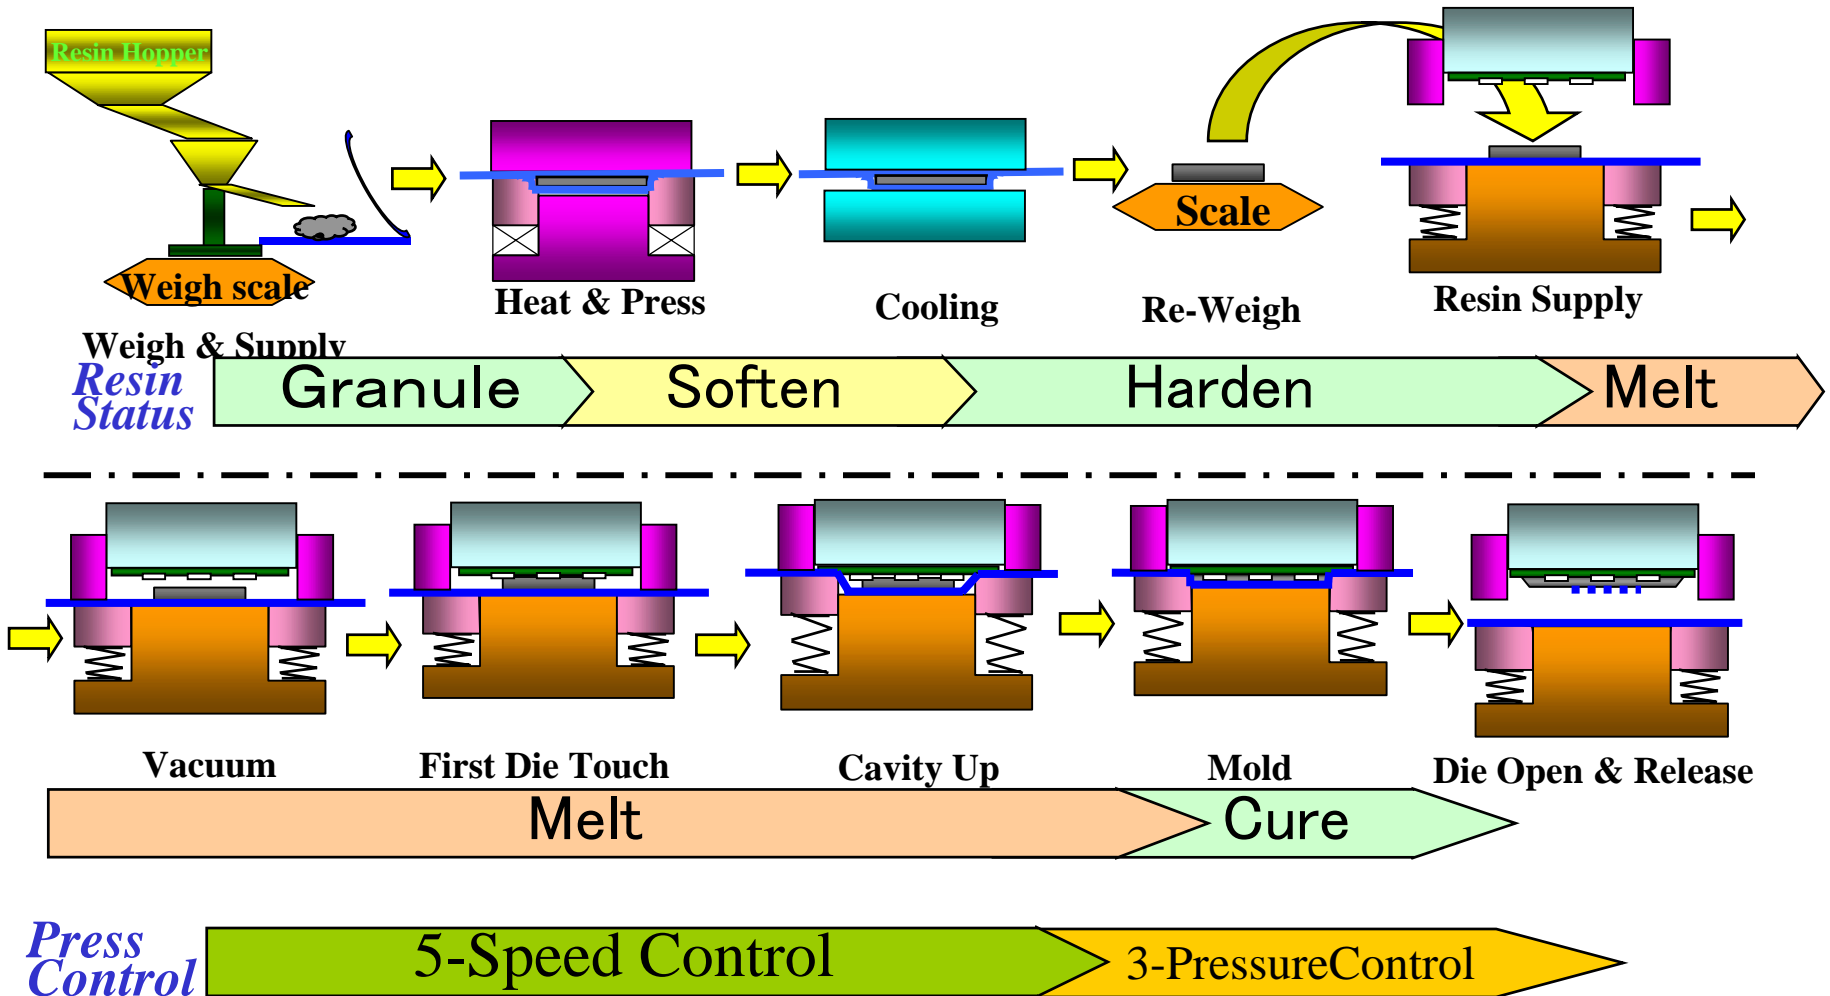 Resin Hopper
Weigh scale
Scale
Weigh & Supply
Heat & Press
Cooling
Re-Weigh
Resin Supply
Resin
Status
Granule
Soften
Harden
Melt
Vacuum
First Die Touch
Cavity Up
Mold
Die Open & Release
Melt
Cure
Press
Control
5-Speed Control
3-PressureControl